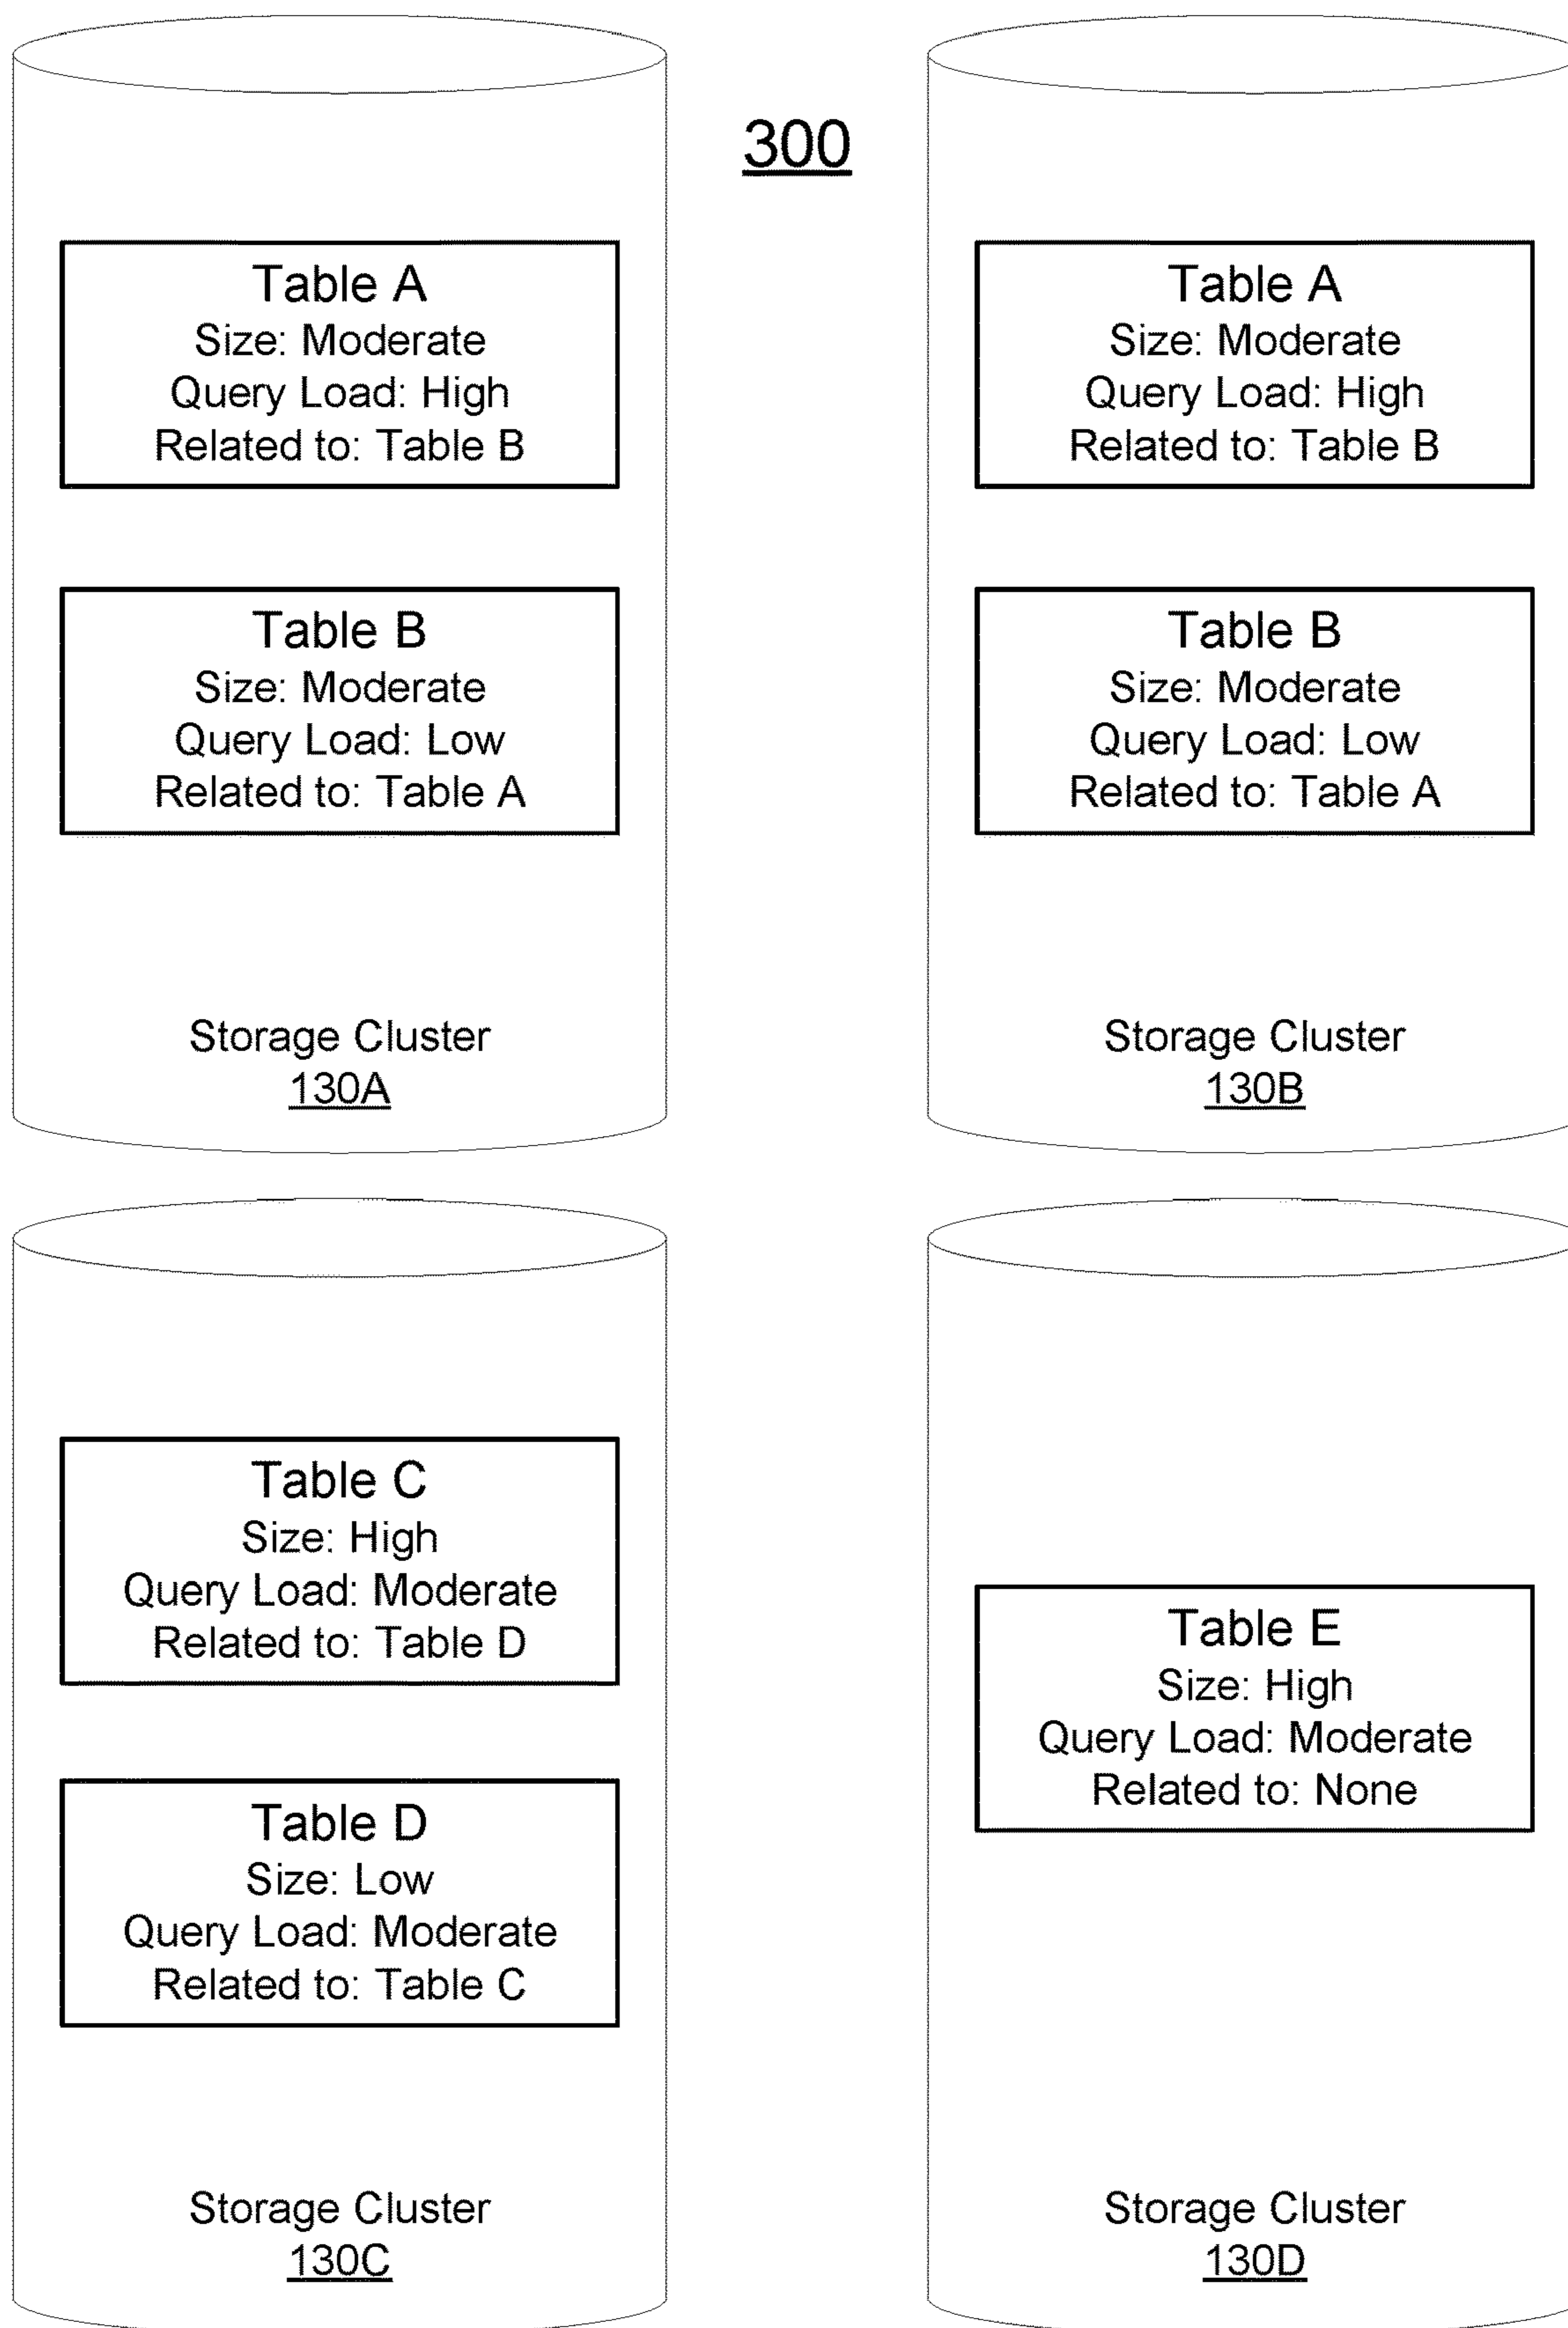 300
Table A
Size: Moderate
Query Load: High
Related to: Table B
Table B
Size: Moderate
Query Load: Low
Related to: Table A
Storage Cluster
130A
Table A
Size: Moderate
Query Load: High
Related to: Table B
Table B
Size: Moderate
Query Load: Low
Related to: Table A
Storage Cluster
130B
Table C
Size: High
Query Load: Moderate
Related to: Table D
Table D
Size: Low
Query Load: Moderate
Related to: Table C
Storage Cluster
130C
Table E
Size: High
Query Load: Moderate
Related to: None
Storage Cluster
130D